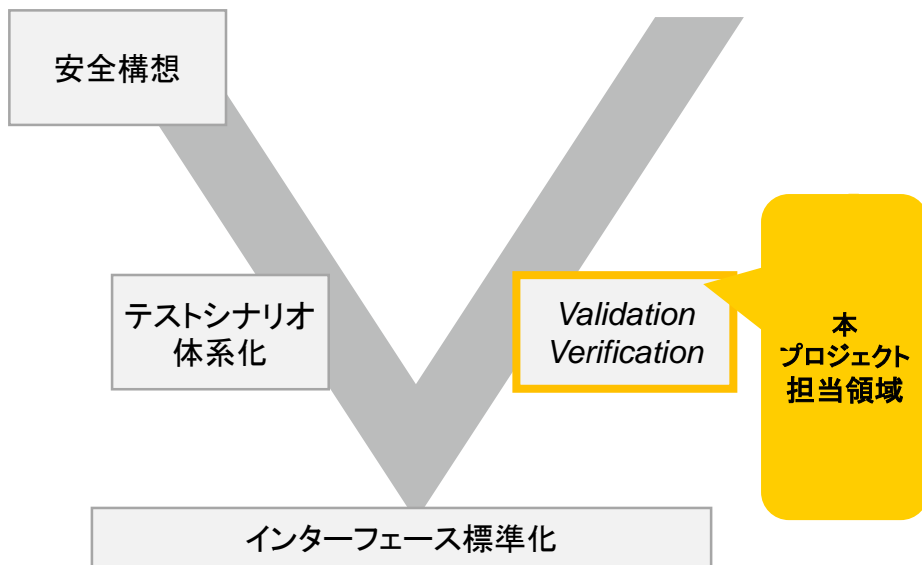 安全構想
テストシナリオ
体系化
Validation
Verification
本
プロジェクト
担当領域
インターフェース標準化